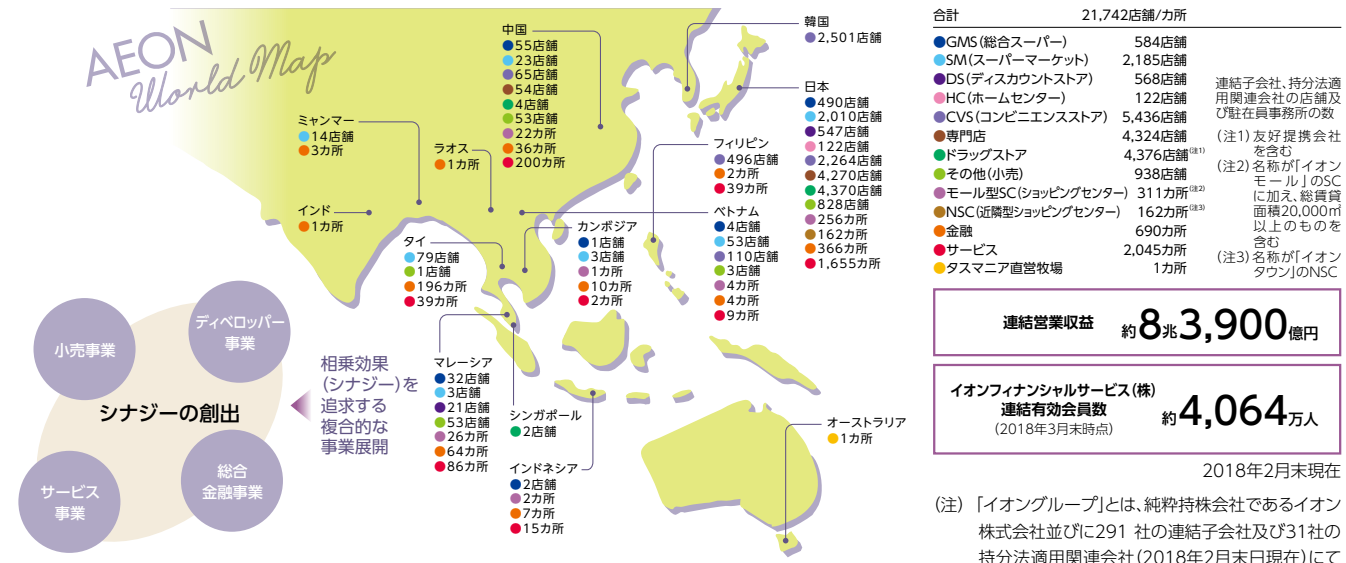 AEON
World Map
中国
55店舗
23店舗
65店舗
54店舗
4店舗
53店舗
22カ所
36カ所
200カ所
韓国
2,501店舗
日本
490店舗
2,010店舗
547店舗
122店舗
2,264店舗
4,270店舗
4,370店舗
828店舗
256カ所
162カ所
366カ所
1,655カ所
ミャンマー
14店舗
3カ所
ラオス
1カ所
フィリピン
496店舗
2カ所
39カ所
インド
1カ所
タイ
79店舗
1店舗
196カ所
39カ所
カンボジア
1店舗
3店舗
1カ所
10カ所
2カ所
ベトナム
4店舗
53店舗
110店舗
3店舗
4カ所
4カ所
9カ所
マレーシア
32店舗
3店舗
21店舗
53店舗
26カ所
64カ所
86カ所
シンガポール
2店舗
インドネシア
2店舗
2カ所
7カ所
15カ所
オーストラリア
1カ所
小売事業
ディベロッパー
事業
シナジーの創出
サービス
事業
総合
金融事業
相乗効果
(シナジー)を
追求する
複合的な
事業展開
合計 21,742店舗/カ所
GMS(総合スーパー) 584店舗
SM(スーパーマーケット) 2,185店舗
DS(ディスカウントストア) 568店舗
HC(ホームセンター) 122店舗
CVS(コンビニエンスストア) 5,436店舗
専門店 4,324店舗
ドラッグストア 4,376店舗(注1)
その他(小売) 938店舗
モール型SC(ショッピングセンター) 311カ所(注2)
NSC(近隣型ショッピングセンター) 162カ所(注3)
金融 690カ所
サービス 2,045カ所
タスマニア直営牧場 1カ所
連結子会社、持分法適
用関連会社の店舗及
び駐在員事務所の数
(注1)友好提携会社
を含む
(注2)名称が「イオン
モール」のSC
に加え、総賃貸
面積20,000㎡
以上のものを
含む
(注3)名称が「イオン
タウン」のNSC
連結営業収益 約8兆3,900億円
イオンフィナンシャルサービス(株)
連結有効会員数
(2018年3月末時点)
約4,064万人
2018年2月末現在
(注) 「イオングループ」とは、純粋持株会社であるイオン
株式会社並びに291 社の連結子会社及び31社の
持分法適用関連会社(2018年2月末日現在)にて